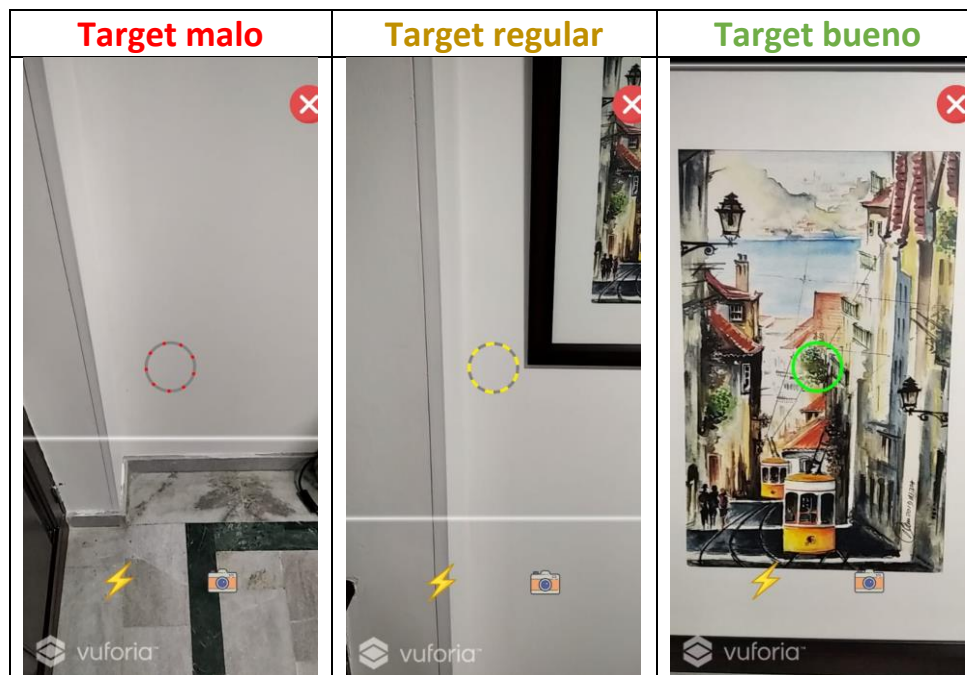 Target malo
Target regular
Target bueno
vuforia
vuforia
vuforia